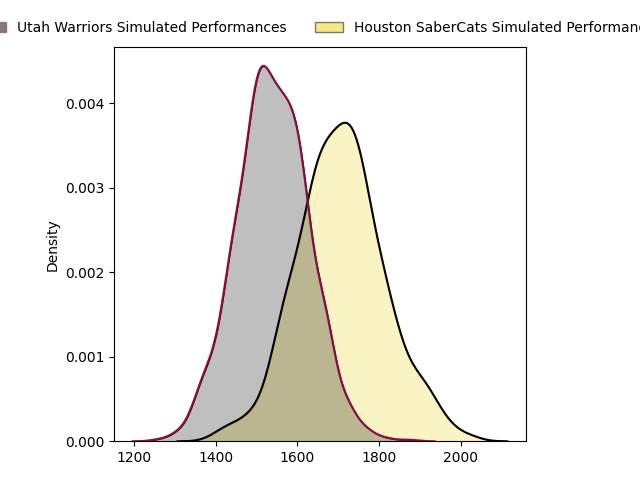 Utah Warriors Simulated Performances
Houston SaberCats Simulated Performan
Density
0.004
0.003
0.002
0.001
0.000
1200 1400 1600 1800 2000